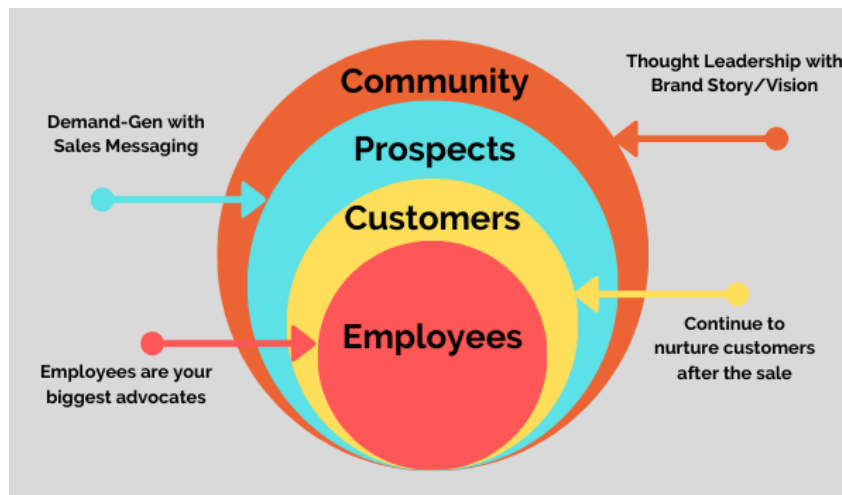 Community
Thought Leadership with
Brand Story/Vision
Demand-Gen with
Sales Messaging
Prospects
Customers
Employees
Continue to
nurture customers
after the sale
Employees are your
biggest advocates